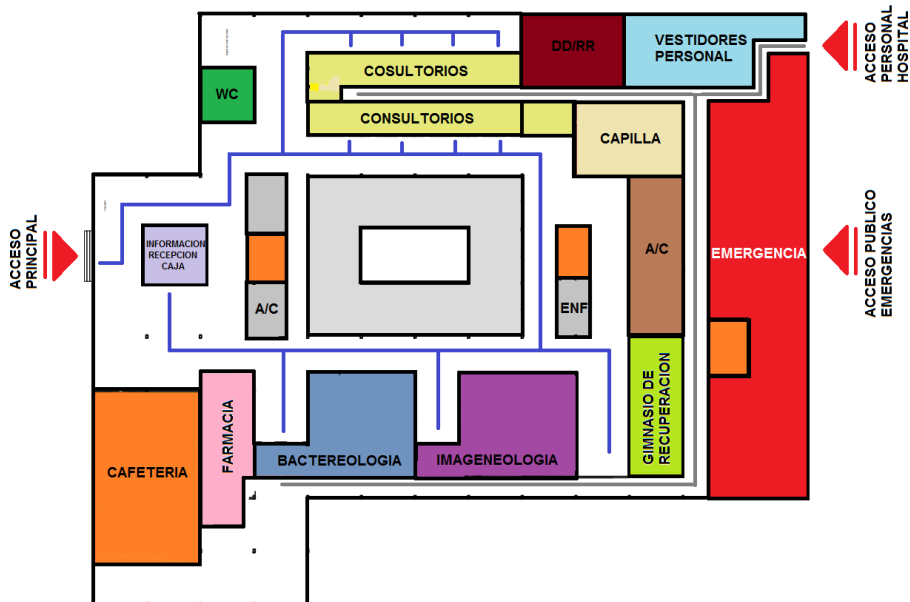 DD/RR
VESTIDORES
PERSONAL
ACCESO
PERSONAL
HOSPITAL
COSULTORIOS
WC
CONSULTORIOS
CAPILLA
ACCESO
PRINCIPAL
INFORMACION
RECEPCION
CAJA
A/C
EMERGENCIA
ACCESO PUBLICO
EMERGENCIAS
A/C
ENF
CAFETERIA
FARMACIA
BACTEREOLOGIA
IMAGENEOLOGIA
GIMNASIO DE
RECUPERACION